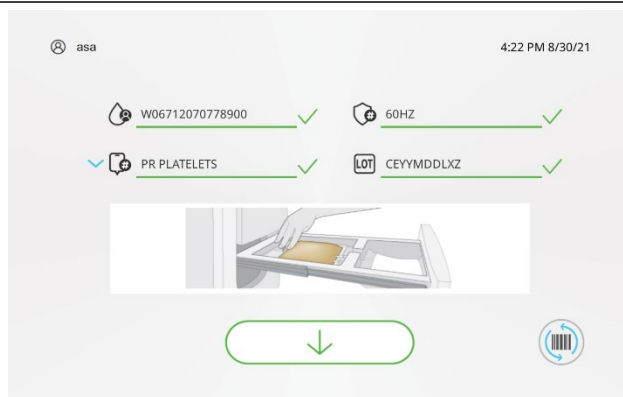 asa
4:22 PM 8/30/21
W06712070778900
60HZ
PR PLATELETS
LOT
CEYYMDDLXZ